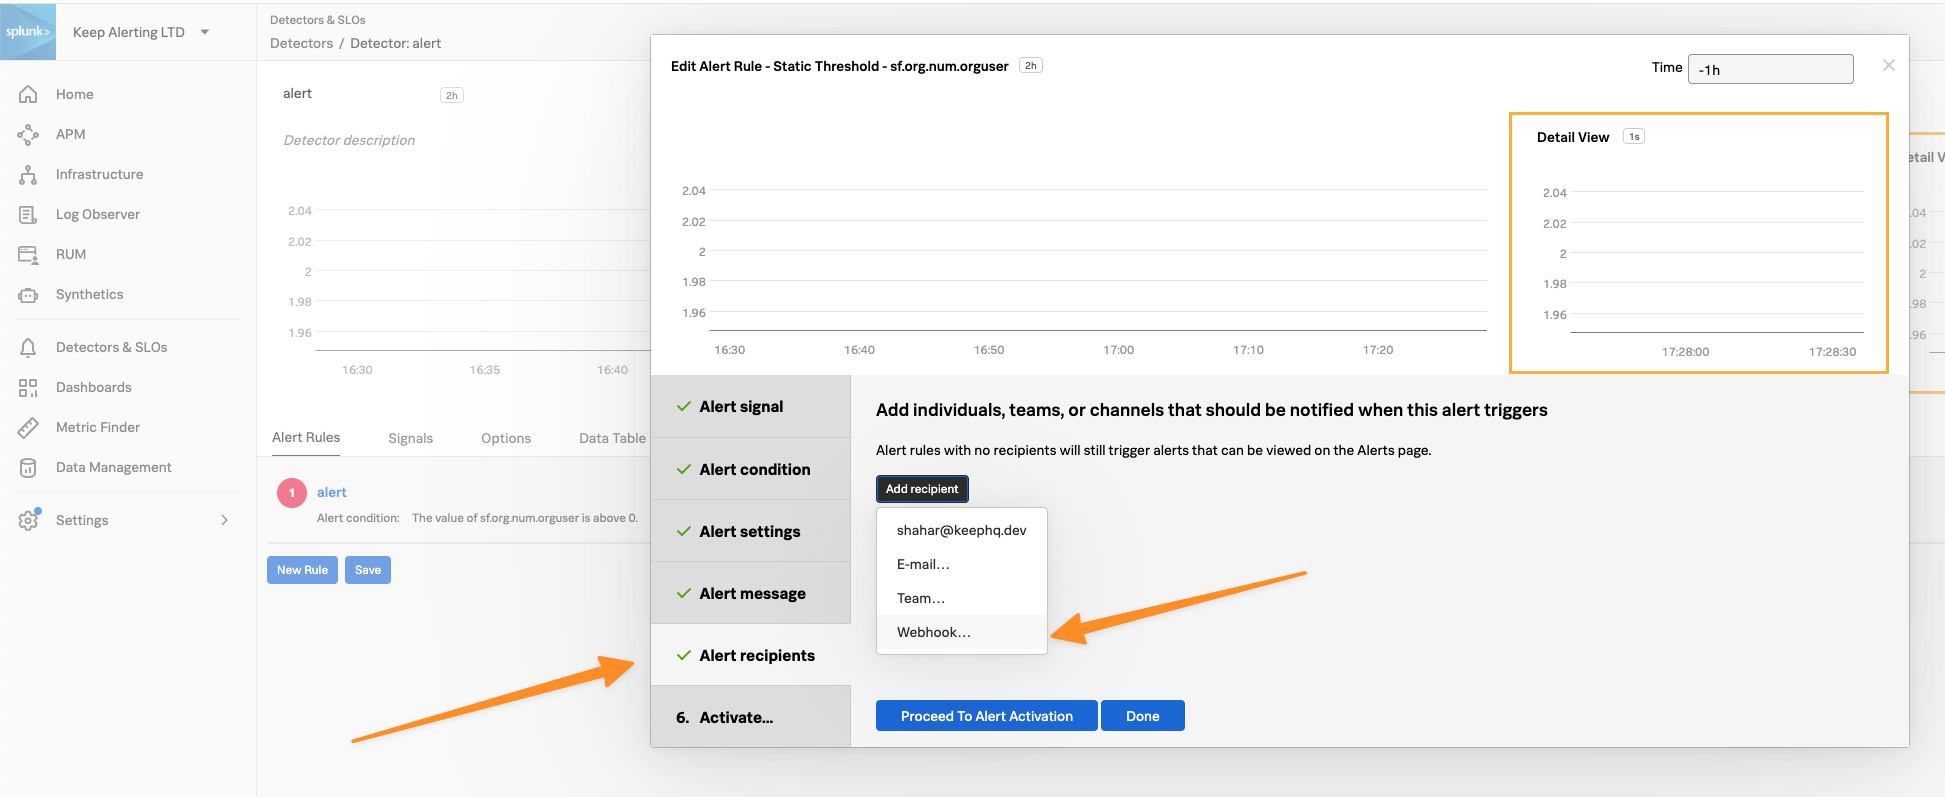 splunk>
Keep Alerting LTD
Home
APM
Infrastructure
Log Observer
RUM
Synthetics
Detectors & SLOs
Dashboards
Metric Finder
Data Management
Settings
Detectors & SLOs
Detectors / Detector: alert
alert 2h
Detector description
2.04
2.02
2
1.98
1.96
16:30 16:35 16:40
Alert Rules Signals Options Data Table
1 alert
Alert condition: The value of sf.org.num.orguser is above 0.
New Rule Save
Edit Alert Rule - Static Threshold - sf.org.num.orguser 2h
Time -1h
2.04
2.02
2
1.98
1.96
16:30 16:40 16:50 17:00 17:10 17:20
Detail View 1s
2.04
2.02
2
1.98
1.96
17:28:00 17:28:30
etail V
.04
.02
2
.98
.96
Alert signal
Alert condition
Alert settings
Alert message
Alert recipients
6. Activate...
Add individuals, teams, or channels that should be notified when this alert triggers
Alert rules with no recipients will still trigger alerts that can be viewed on the Alerts page.
Add recipient
shahar@keephq.dev
E-mail...
Team...
Webhook...
Proceed To Alert Activation Done